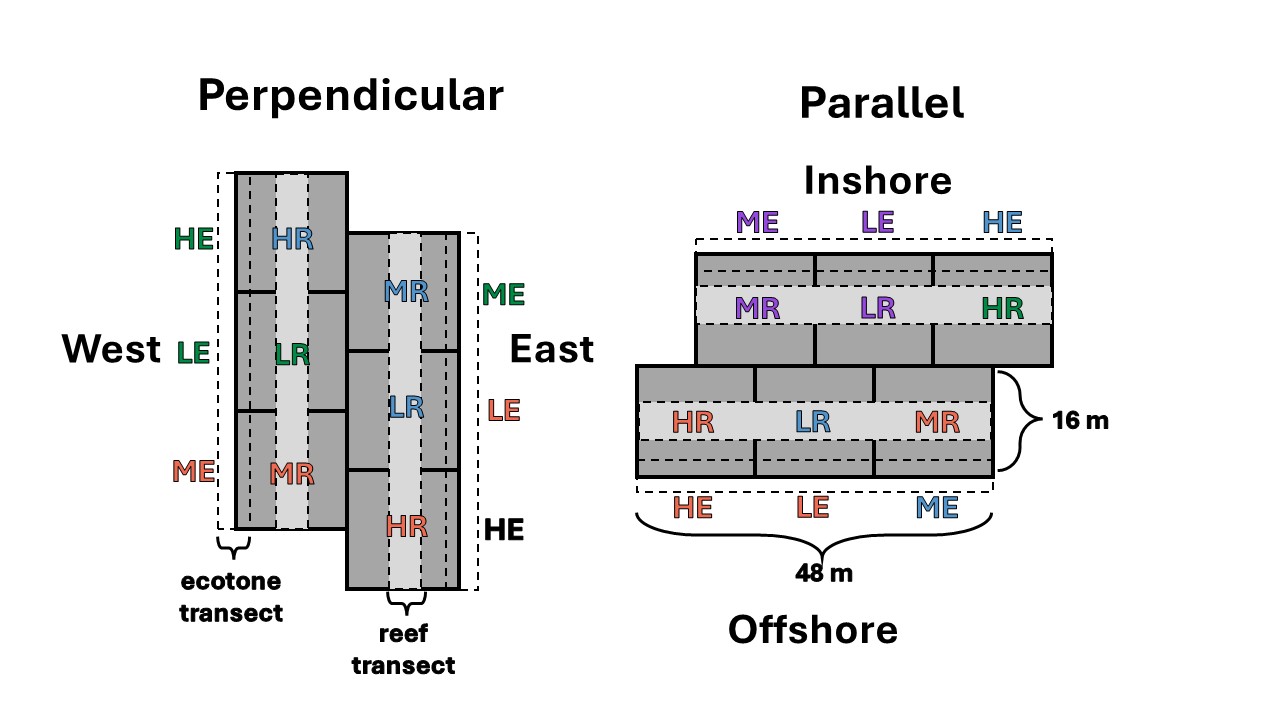 Perpendicular
HE
HR
MR
ME
West
LE
LR
LR
East
LE
ME
MR
HR
HE
ecotone
transect
reef
transect
Parallel
Inshore
ME LE HE
MR LR HR
HR LR MR
16 m
HE LE ME
48 m
Offshore